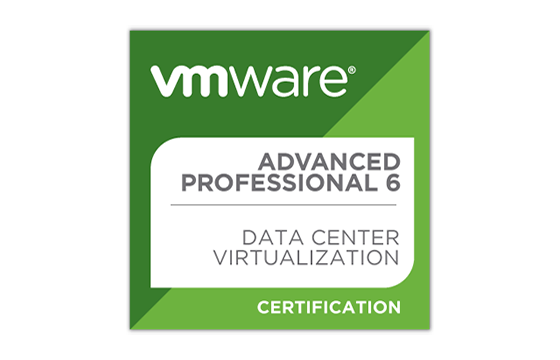 vmware®
ADVANCED
PROFESSIONAL 6
DATA CENTER
VIRTUALIZATION
CERTIFICATION